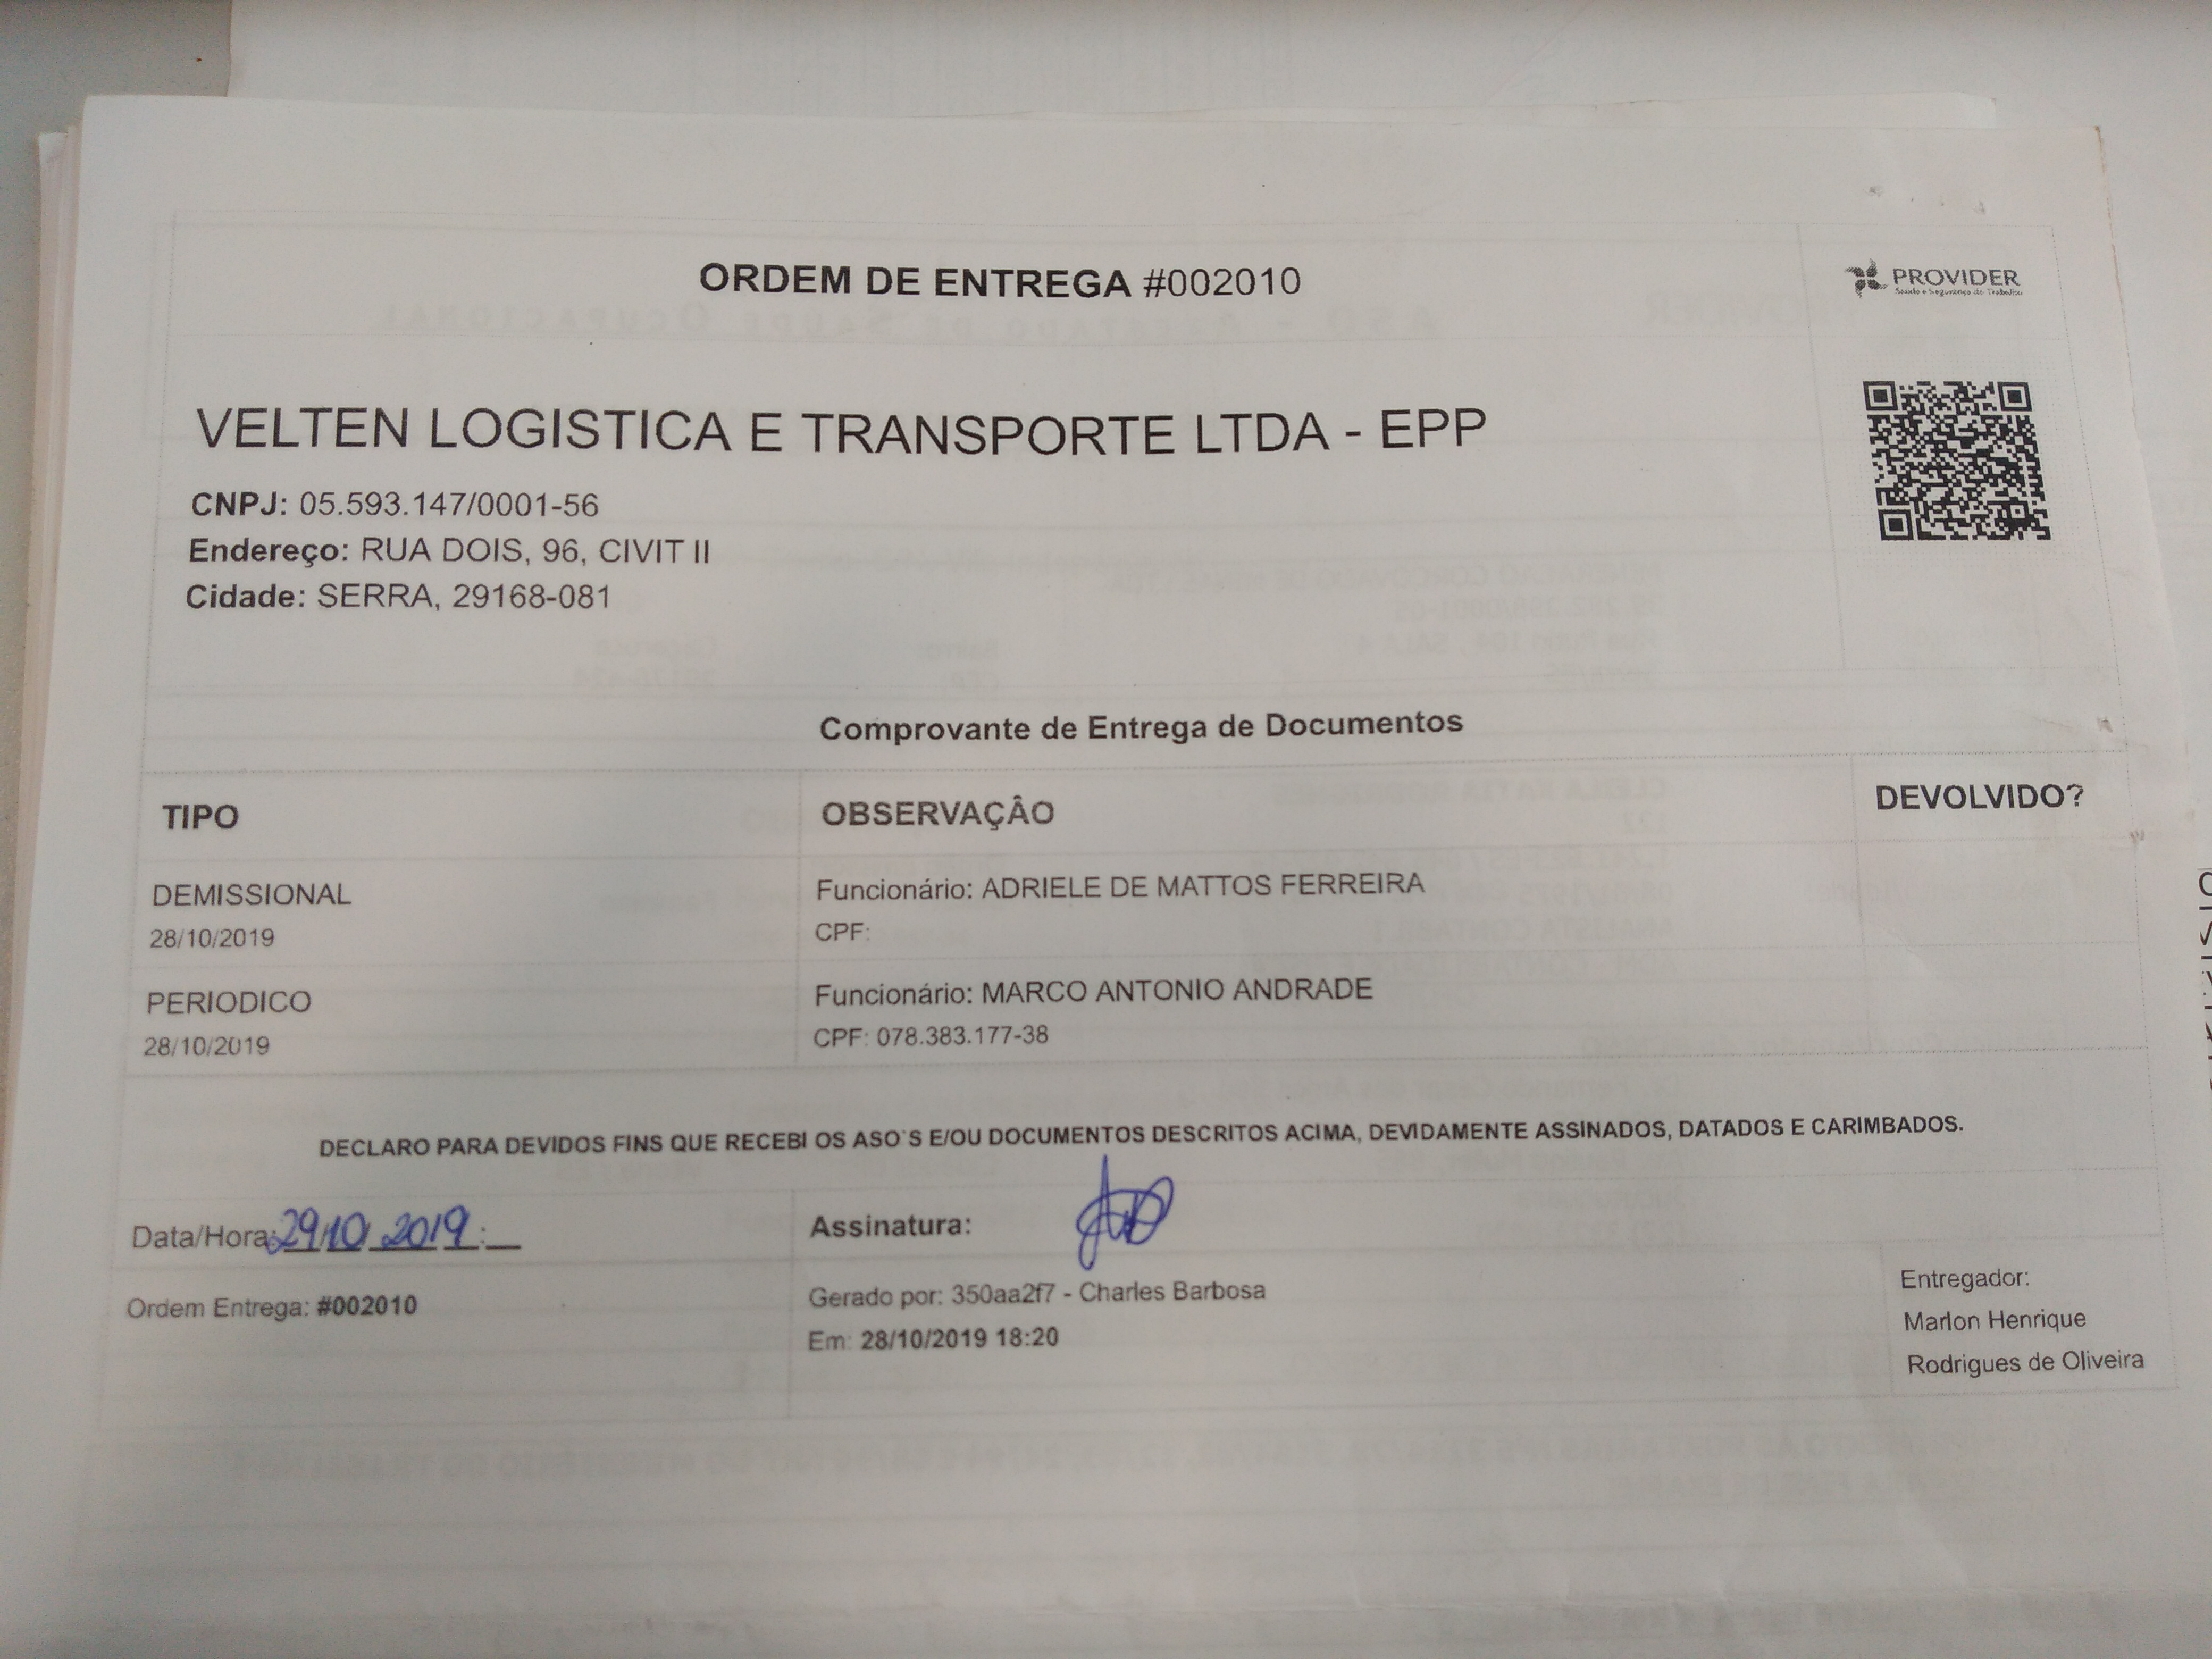 ORDEM DE ENTREGA #002010
PROVIDER
Saúde e Segurança do Trabalho
VELTEN LOGISTICA E TRANSPORTE LTDA - EPP
CNPJ: 05.593.147/0001-56
Endereço: RUA DOIS, 96, CIVIT II
Cidade: SERRA, 29168-081
Comprovante de Entrega de Documentos
TIPO OBSERVAÇÂO DEVOLVIDO?
DEMISSIONAL Funcionário: ADRIELE DE MATTOS FERREIRA
28/10/2019 CPF:
PERIODICO Funcionário: MARCO ANTONIO ANDRADE
28/10/2019 CPF: 078.383.177-38
DECLARO PARA DEVIDOS FINS QUE RECEBI OS ASO`S E/OU DOCUMENTOS DESCRITOS ACIMA, DEVIDAMENTE ASSINADOS, DATADOS E CARIMBADOS.
Data/Hora: 29/10/2019 : Assinatura:
Ordem Entrega: #002010
Gerado por: 350aa2f7 - Charles Barbosa
Em: 28/10/2019 18:20
Entregador:
Marlon Henrique
Rodrigues de Oliveira